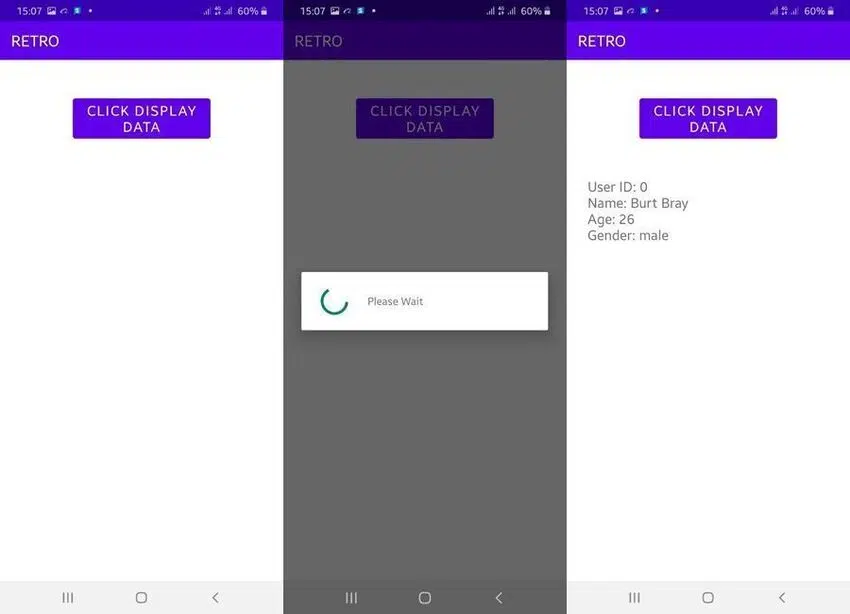 15:07 60%
RETRO
CLICK DISPLAY
DATA
15:07 60%
RETRO
CLICK DISPLAY
DATA
Please Wait
15:07 60%
RETRO
CLICK DISPLAY
DATA
User ID: 0
Name: Burt Bray
Age: 26
Gender: male